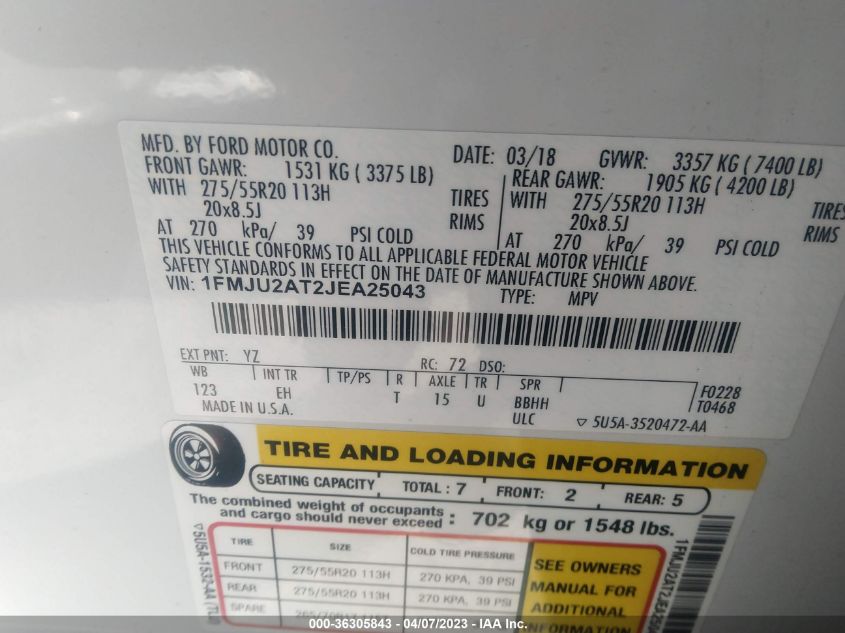 MFD. BY FORD MOTOR CO.
DATE: 03/18 GVWR: 3357 KG ( 7400 LB)
FRONT GAWR: 1531 KG ( 3375 LB) REAR GAWR: 1905 KG ( 4200 LB)
WITH 275/55R20 113H TIRES WITH 275/55R20 113H TIRES
20x8.5J RIMS 20x8.5J RIMS
AT 270 kPa/ 39 PSI COLD AT 270 kPa/ 39 PSI COLD
THIS VEHICLE CONFORMS TO ALL APPLICABLE FEDERAL MOTOR VEHICLE
SAFETY STANDARDS IN EFFECT ON THE DATE OF MANUFACTURE SHOWN ABOVE.
VIN: 1FMJU2AT2JEA25043 TYPE: MPV
EXT PNT: YZ RC: 72 DSO:
WB INT TR TP/PS R AXLE TR SPR F0228
123 EH T 15 U BBHH T0468
MADE IN U.S.A. ULC ▽ 5U5A-3520472-AA
TIRE AND LOADING INFORMATION
SEATING CAPACITY TOTAL : 7 FRONT: 2 REAR: 5
The combined weight of occupants
and cargo should never exceed : 702 kg or 1548 lbs.
TIRE SIZE COLD TIRE PRESSURE
FRONT 275/55R20 113H 270 KPA, 39 PSI
REAR 275/55R20 113H 270 KPA, 39 PSI
SPARE
SEE OWNERS
MANUAL FOR
ADDITIONAL
INFORMATION
▽5U5A-1532-AA (TLI)
000-36305843 - 04/07/2023 - IAA Inc.